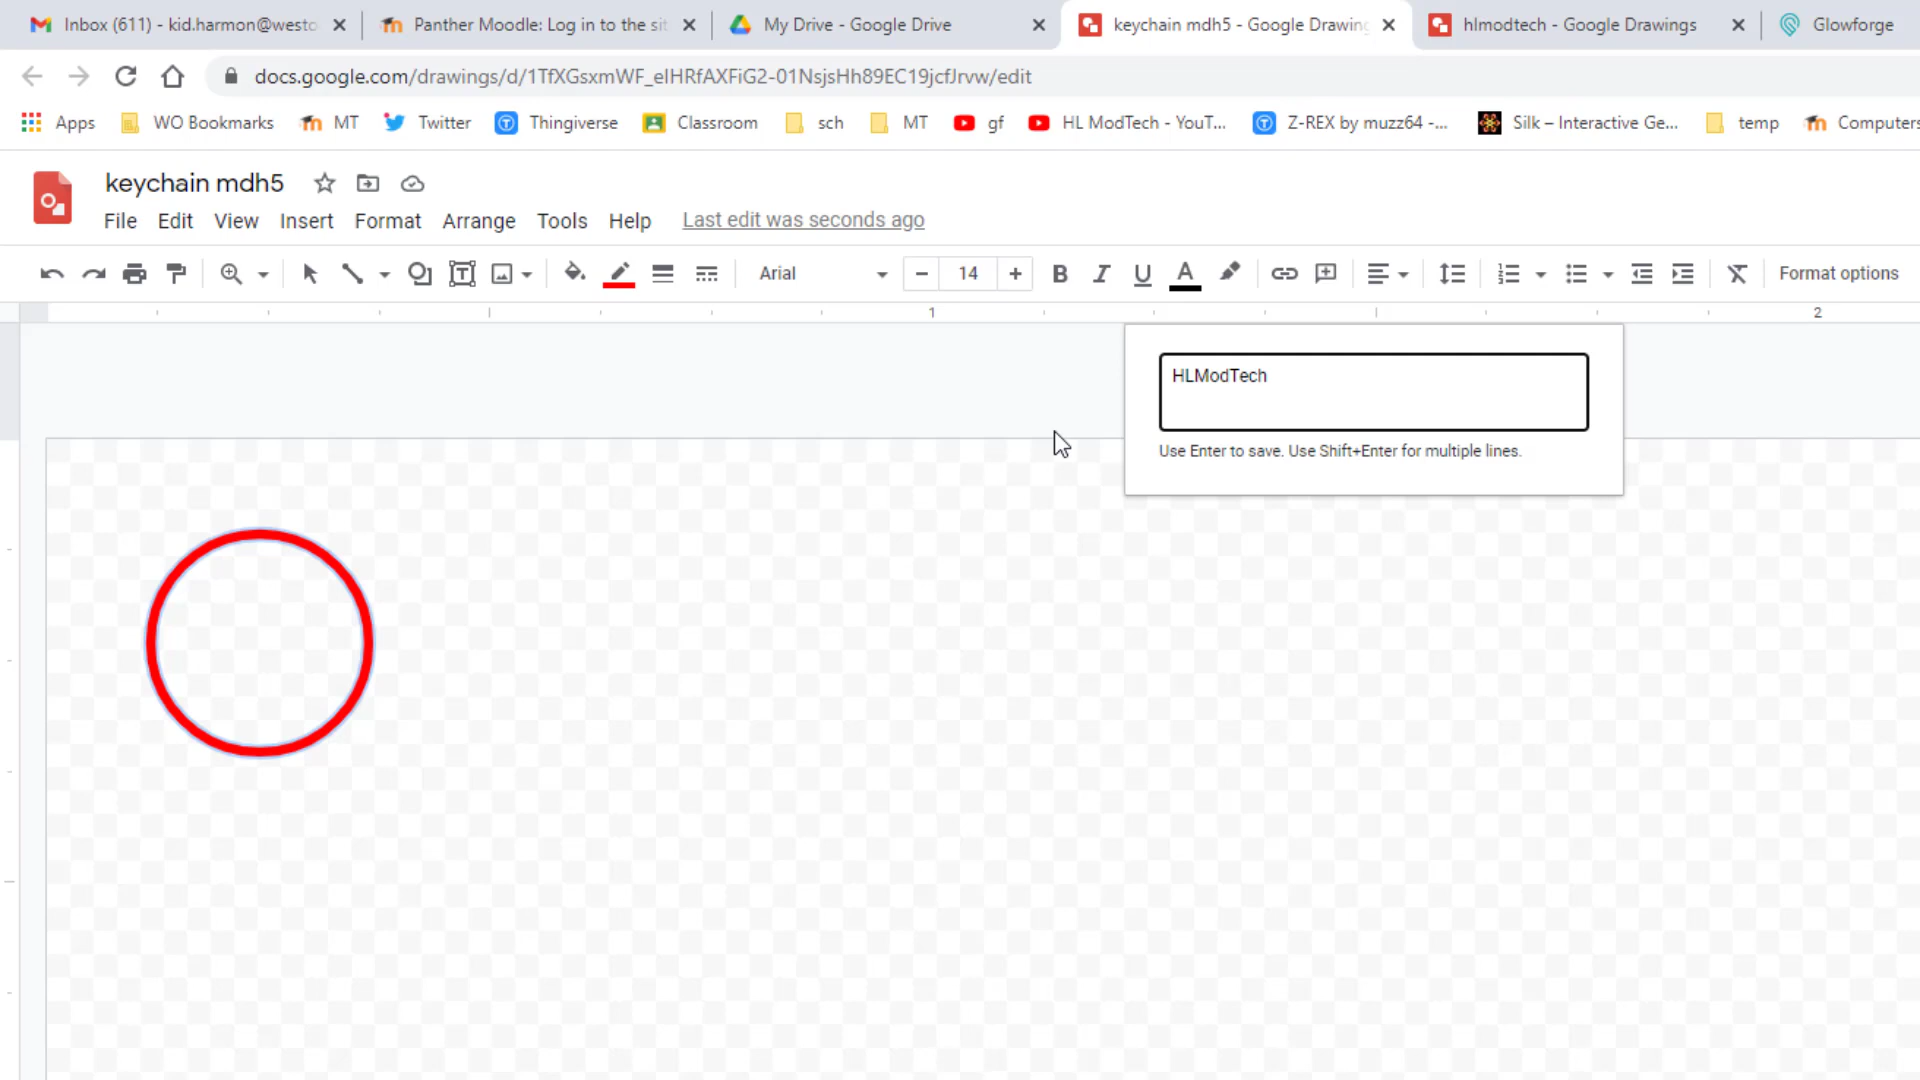 Inbox (611) - kid.harmon@westo
Panther Moodle: Log in to the sit
My Drive - Google Drive
keychain mdh5 - Google Drawing
hlmodtech - Google Drawings
Glowforge
docs.google.com/drawings/d/1TfXGsxmWF_eIHRfAXFiG2-01NsjsHh89EC19jcfJrvw/edit
Apps WO Bookmarks MT Twitter Thingiverse Classroom sch MT gf HL ModTech - YouT... Z-REX by muzz64 -... Silk – Interactive Ge... temp Computers
keychain mdh5
File Edit View Insert Format Arrange Tools Help Last edit was seconds ago
Arial 14 B I U A Format options
1 2
HLModTech
Use Enter to save. Use Shift+Enter for multiple lines.